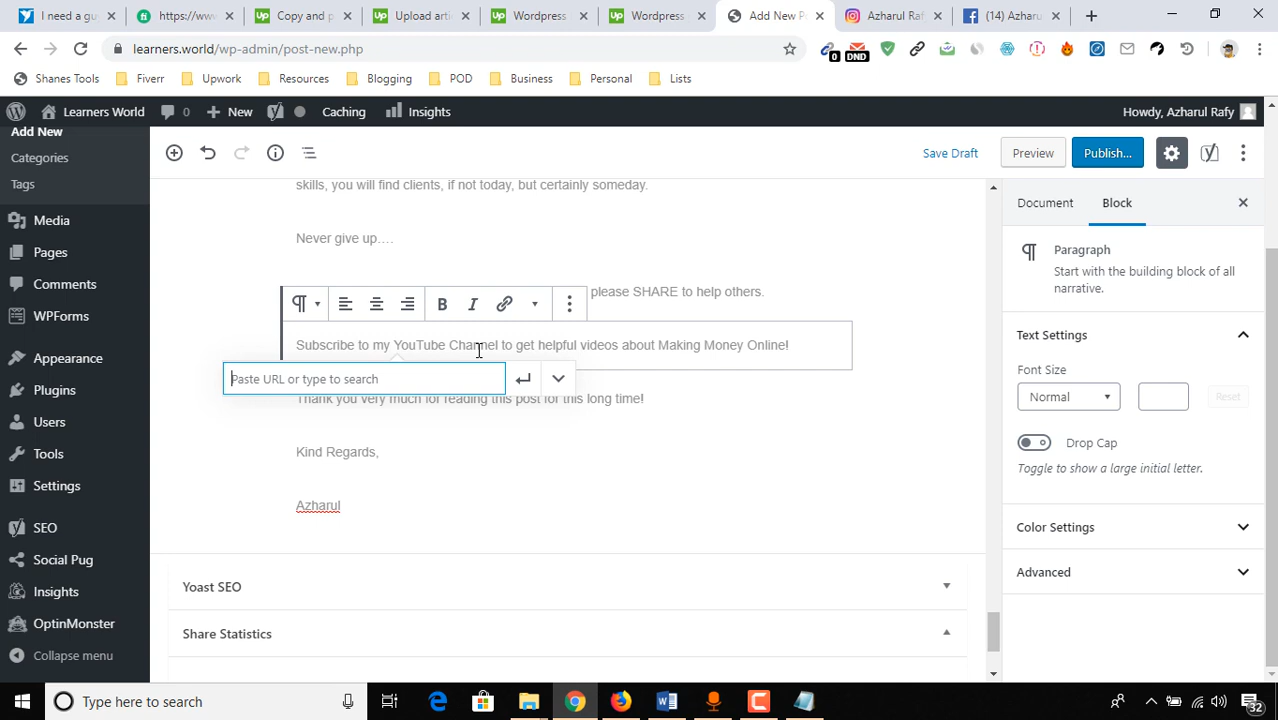 I need a gu
https://www
Copy and p
Upload artic
Wordpress
Wordpress
Add New P
Azharul Raf
(14) Azharu
learners.world/wp-admin/post-new.php
0
DND
Shanes Tools
Fiverr
Upwork
Resources
Blogging
POD
Business
Personal
Lists
Learners World
0
New
Caching
Insights
Howdy, Azharul Rafy
Add New
Categories
Tags
Media
Pages
Comments
WPForms
Appearance
Plugins
Users
Tools
Settings
SEO
Social Pug
Insights
OptinMonster
Collapse menu
Save Draft
Preview
Publish...
skills, you will find clients, if not today, but certainly someday.
Never give up….
please SHARE to help others.
Subscribe to my YouTube Channel to get helpful videos about Making Money Online!
Paste URL or type to search
Thank you very much for reading this post for this long time!
Kind Regards,
Azharul
Yoast SEO
Share Statistics
Document
Block
Paragraph
Start with the building block of all
narrative.
Text Settings
Font Size
Normal
Reset
Drop Cap
Toggle to show a large initial letter.
Color Settings
Advanced
Type here to search
32